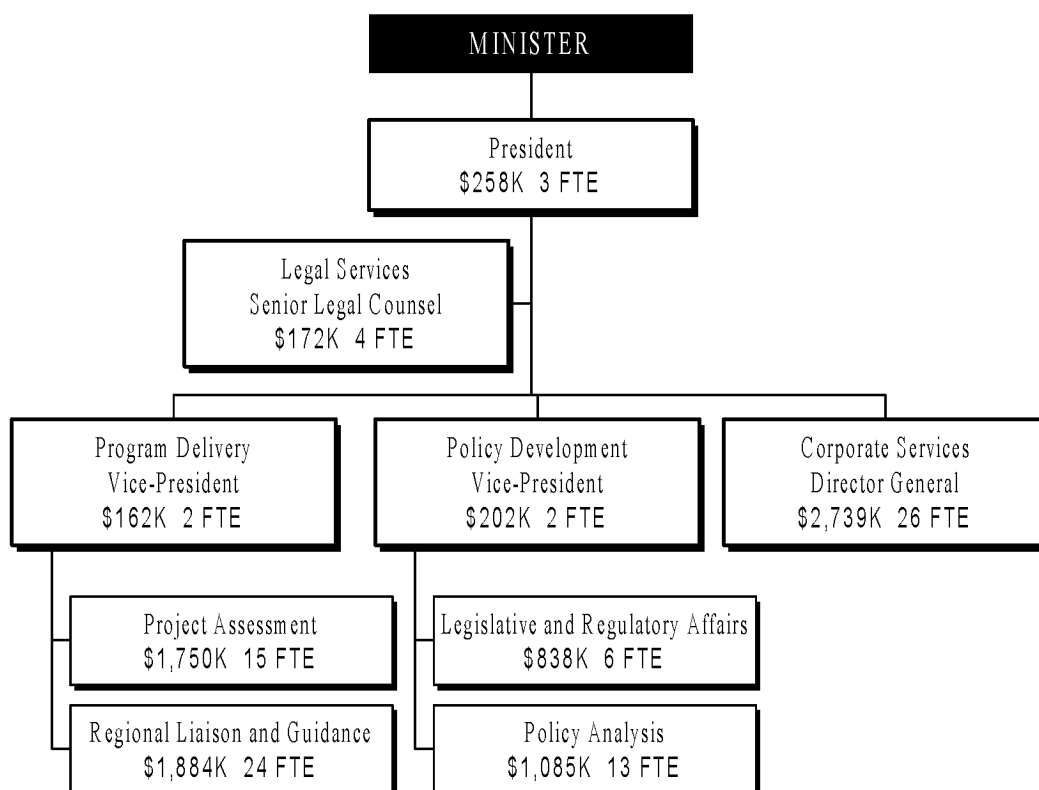 MINISTER
President
$258K 3 FTE
Legal Services
Senior Legal Counsel
$172K 4 FTE
Program Delivery
Vice-President
$162K 2 FTE
Policy Development
Vice-President
$202K 2 FTE
Corporate Services
Director General
$2,739K 26 FTE
Project Assessment
$1,750K 15 FTE
Regional Liaison and Guidance
$1,884K 24 FTE
Legislative and Regulatory Affairs
$838K 6 FTE
Policy Analysis
$1,085K 13 FTE